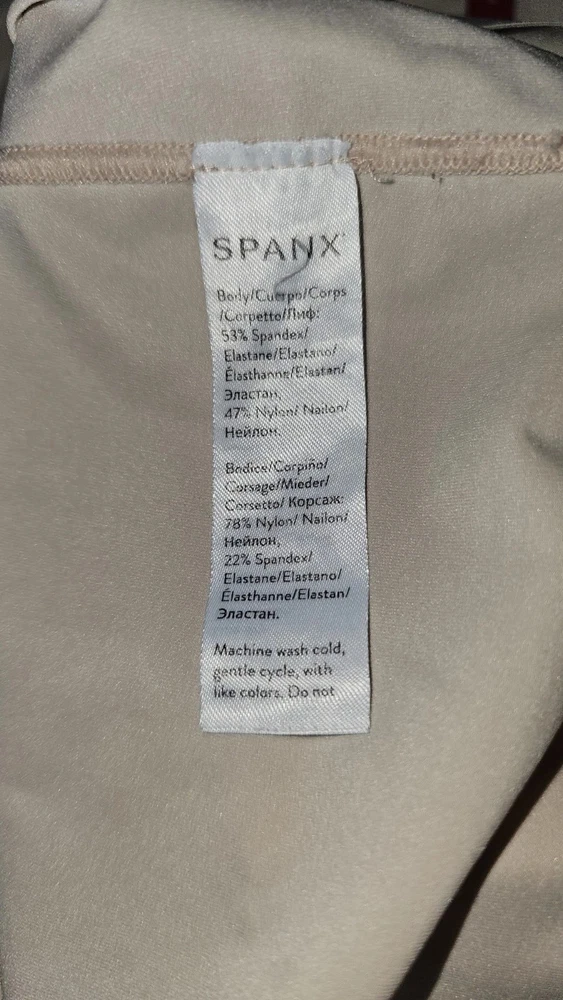 SPANX
Body/Cuerpo/Corps
/Corpetto/Лиф:
53% Spandex/
Elastane/Elastano/
Élasthanne/Elastan/
Эластан,
47% Nylon/ Nailon/
Нейлон.
Bodice/Corpiño/
Corsage/Mieder/
Corsetto/ Корсаж:
78% Nylon/ Nailon/
Нейлон,
22% Spandex/
Elastane/Elastano/
Élasthanne/Elastan/
Эластан.
Machine wash cold,
gentle cycle, with
like colors. Do not